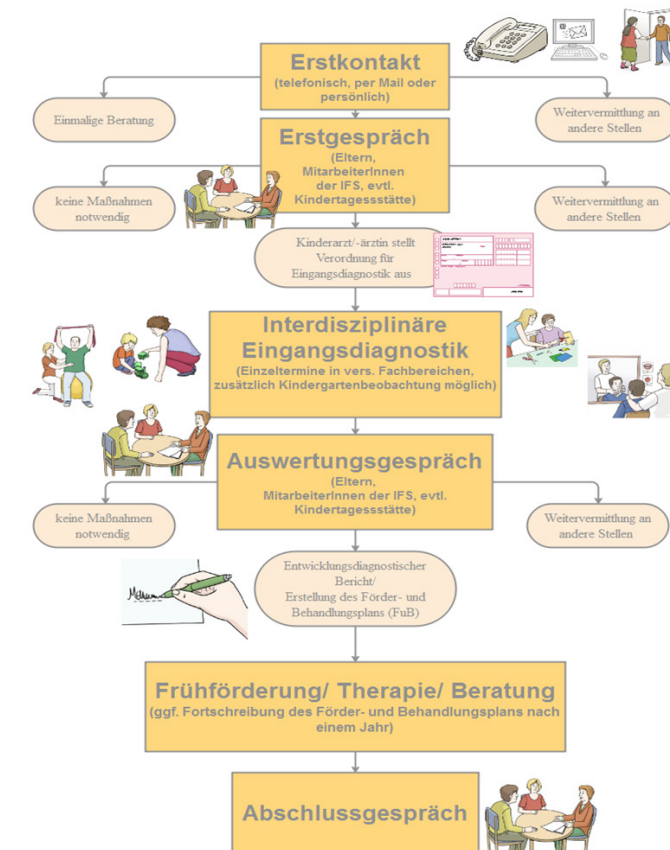 Erstkontakt
(telefonisch, per Mail oder
persönlich)
Einmalige Beratung
Weitervermittlung an
andere Stellen
Erstgespräch
(Eltern,
MitarbeiterInnen
der IFS, evtl.
Kindertagessstätte)
keine Maßnahmen
notwendig
Weitervermittlung an
andere Stellen
Kinderarzt/-ärztin stellt
Verordnung für
Eingangsdiagnostik aus
Interdisziplinäre
Eingangsdiagnostik
(Einzeltermine in vers. Fachbereichen,
zusätzlich Kindergartenbeobachtung möglich)
Auswertungsgespräch
(Eltern,
MitarbeiterInnen der IFS, evtl.
Kindertagessstätte)
keine Maßnahmen
notwendig
Weitervermittlung an
andere Stellen
Entwicklungsdiagnostischer
Bericht/
Erstellung des Förder- und
Behandlungsplans (FuB)
Frühförderung/ Therapie/ Beratung
(ggf. Fortschreibung des Förder- und Behandlungsplans nach
einem Jahr)
Abschlussgespräch